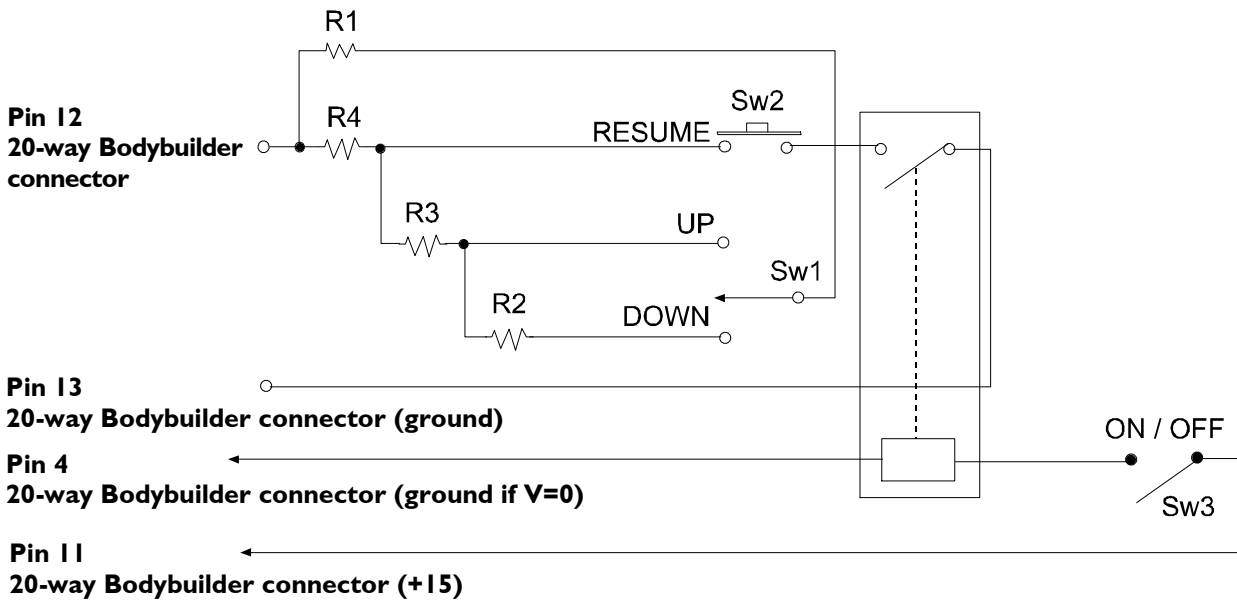 R1
Pin 12
20-way Bodybuilder
connector
R4
RESUME
Sw2
R3
UP
Sw1
R2
DOWN
Pin 13
20-way Bodybuilder connector (ground)
ON / OFF
Pin 4
20-way Bodybuilder connector (ground if V=0)
Sw3
Pin 11
20-way Bodybuilder connector (+15)